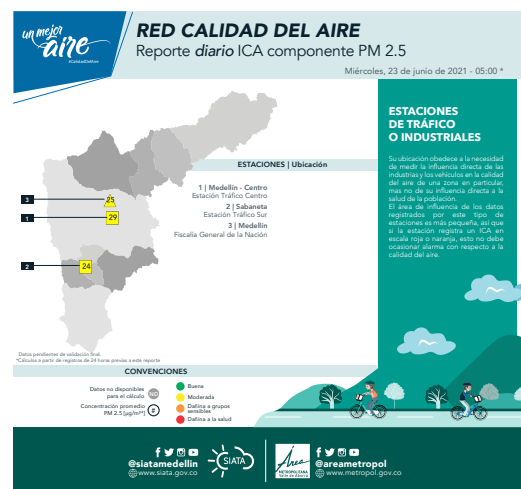 un mejor
aire
#CalidadDelAire
RED CALIDAD DEL AIRE
Reporte diario ICA componente PM 2.5
Miércoles, 23 de junio de 2021 - 05:00 *
ESTACIONES | Ubicación
1 | Medellín - Centro
Estación Tráfico Centro
2 | Sabaneta
Estación Tráfico Sur
3 | Medellín
Fiscalía General de la Nación
3
25
1
29
2
24
ESTACIONES
DE TRÁFICO
O INDUSTRIALES
Su ubicación obedece a la necesidad
de medir la influencia directa de las
industrias y los vehículos en la calidad
del aire de una zona en particular,
mas no de su influencia directa a la
salud de la población.
El área de influencia de los datos
registrados por este tipo de
estaciones es más pequeña, así que
si la estación registra un ICA en
escala roja o naranja, esto no debe
ocasionar alarma con respecto a la
calidad del aire.
Datos pendientes de validación final.
*Cálculos a partir de registros de 24 horas previas a este reporte
CONVENCIONES
Datos no disponibles
para el cálculo
ND
Concentración promedio
PM 2.5 (µg/m³*)
#
Buena
Moderada
Dañina a grupos
sensibles
Dañina a la salud
@siatamedellin
www.siata.gov.co
SIATA
Área
METROPOLITANA
Valle de Aburrá
@areametropol
www.metropol.gov.co